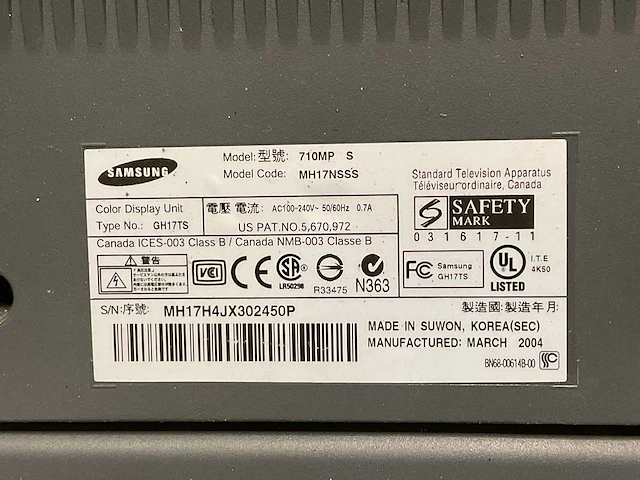 SAMSUNG
Model: 型號: 710MP S
Model Code: MH17NSSS
Color Display Unit
Type No.: GH17TS
電壓 電流: AC100-240V~ 50/60Hz 0.7A
US PAT.NO.5,670,972
Standard Television Apparatus
Téléviseur ordinaire, Canada
S SAFETY
MARK
031617-11
Canada ICES-003 Class B / Canada NMB-003 Classe B
警告
VCCI
CE
SA
LR50298
R33475
N363
FC Samsung
GH17TS
UL
LISTED
I.T.E
4K50
S/N:序號: MH17H4JX302450P
製造國: 製造年月:
MADE IN SUWON, KOREA(SEC)
MANUFACTURED: MARCH 2004
BN68-00614B-00